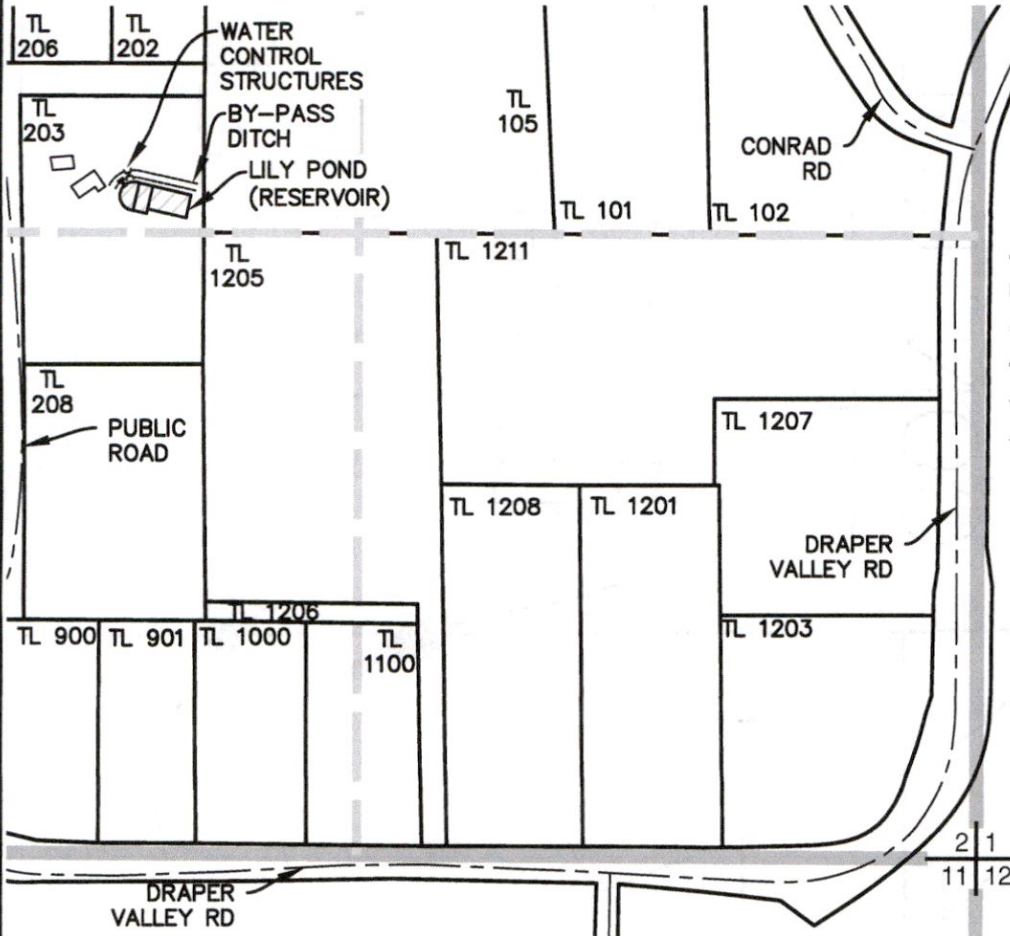 TL
206
TL
202
WATER
CONTROL
STRUCTURES
TL
203
BY-PASS
DITCH
LILY POND
(RESERVOIR)
TL
105
CONRAD
RD
TL 101
TL 102
TL
1205
TL 1211
TL
208
PUBLIC
ROAD
TL 1207
TL 1208
TL 1201
DRAPER
VALLEY RD
TL 1206
TL 900
TL 901
TL 1000
TL
1100
TL 1203
2 1
11 12
DRAPER
VALLEY RD